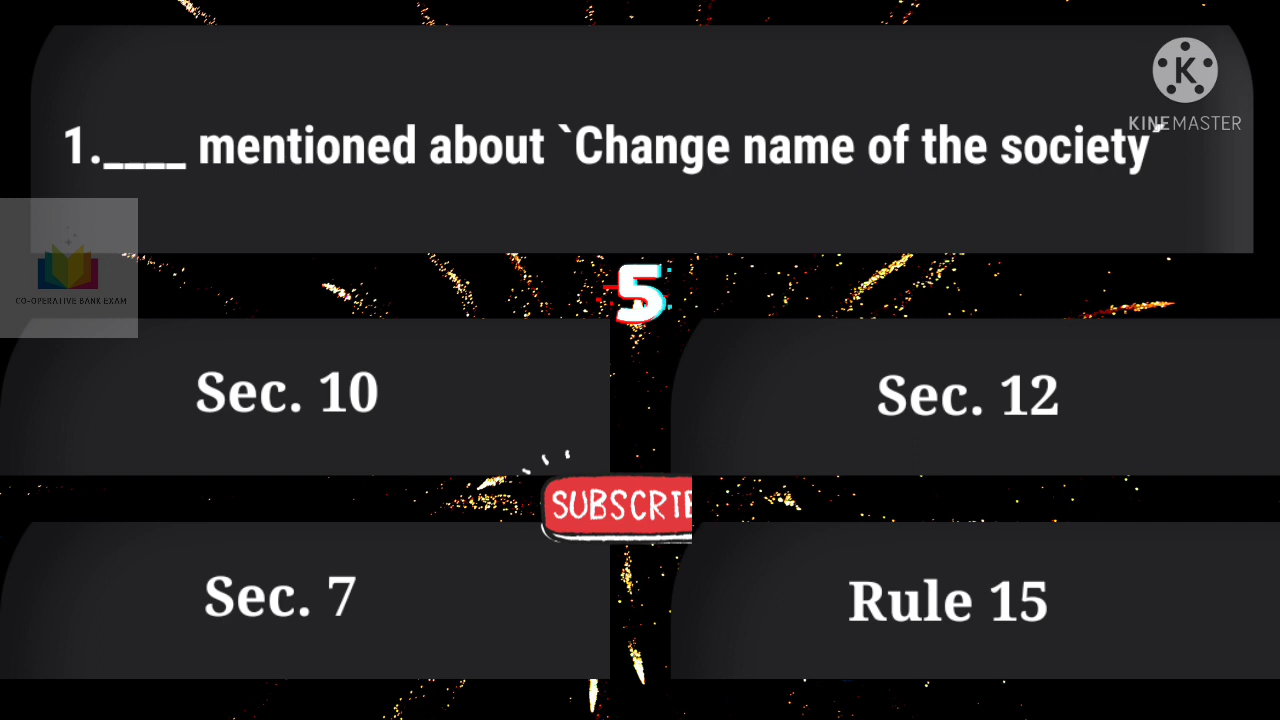 1.____ mentioned about `Change name of the society´
KINEMASTER
CO-OPERATIVE BANK EXAM
5
Sec. 10
Sec. 12
SUBSCRIB
Sec. 7
Rule 15